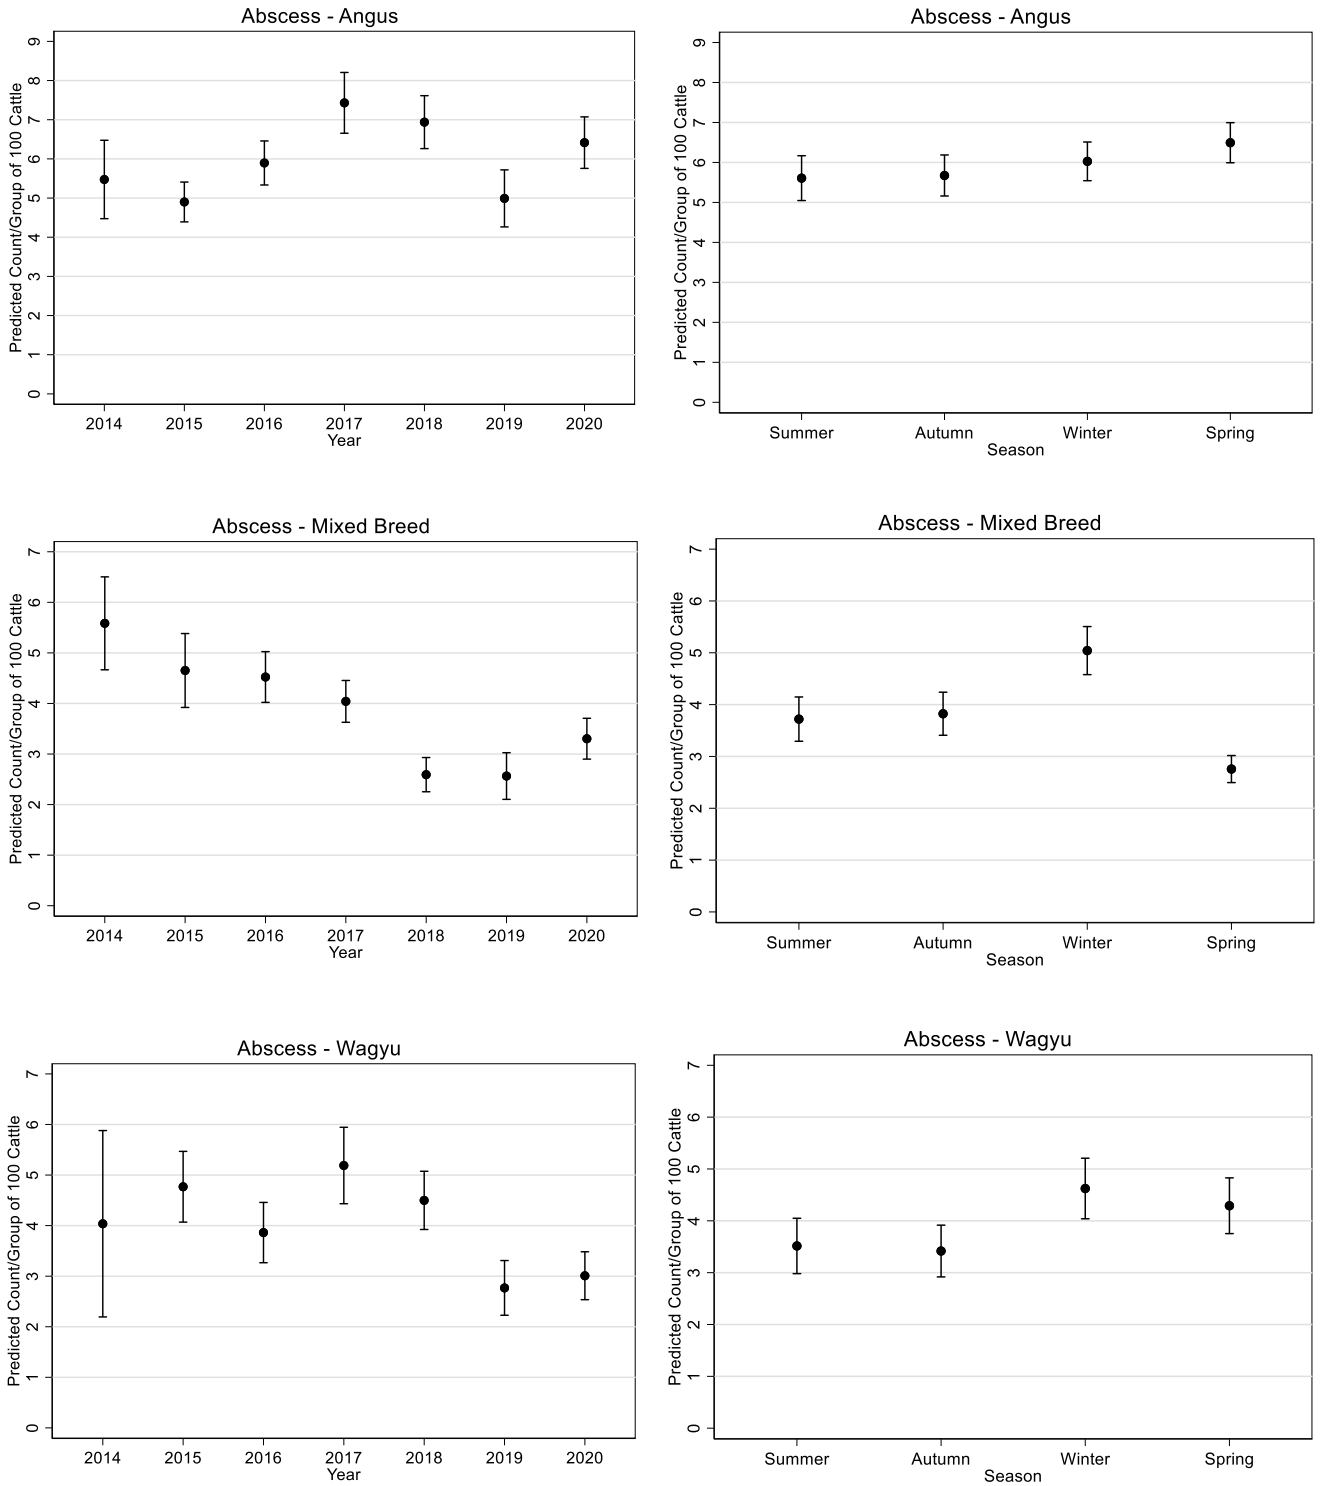 Abscess - Angus
Predicted Count/Group of 100 Cattle
9
8
7
6
5
4
3
2
1
0
2014 2015 2016 2017 2018 2019 2020
Year
Abscess - Angus
Predicted Count/Group of 100 Cattle
9
8
7
6
5
4
3
2
1
0
Summer Autumn Winter Spring
Season
Abscess - Mixed Breed
Predicted Count/Group of 100 Cattle
7
6
5
4
3
2
1
0
2014 2015 2016 2017 2018 2019 2020
Year
Abscess - Mixed Breed
Predicted Count/Group of 100 Cattle
7
6
5
4
3
2
1
0
Summer Autumn Winter Spring
Season
Abscess - Wagyu
Predicted Count/Group of 100 Cattle
7
6
5
4
3
2
1
0
2014 2015 2016 2017 2018 2019 2020
Year
Abscess - Wagyu
Predicted Count/Group of 100 Cattle
7
6
5
4
3
2
1
0
Summer Autumn Winter Spring
Season